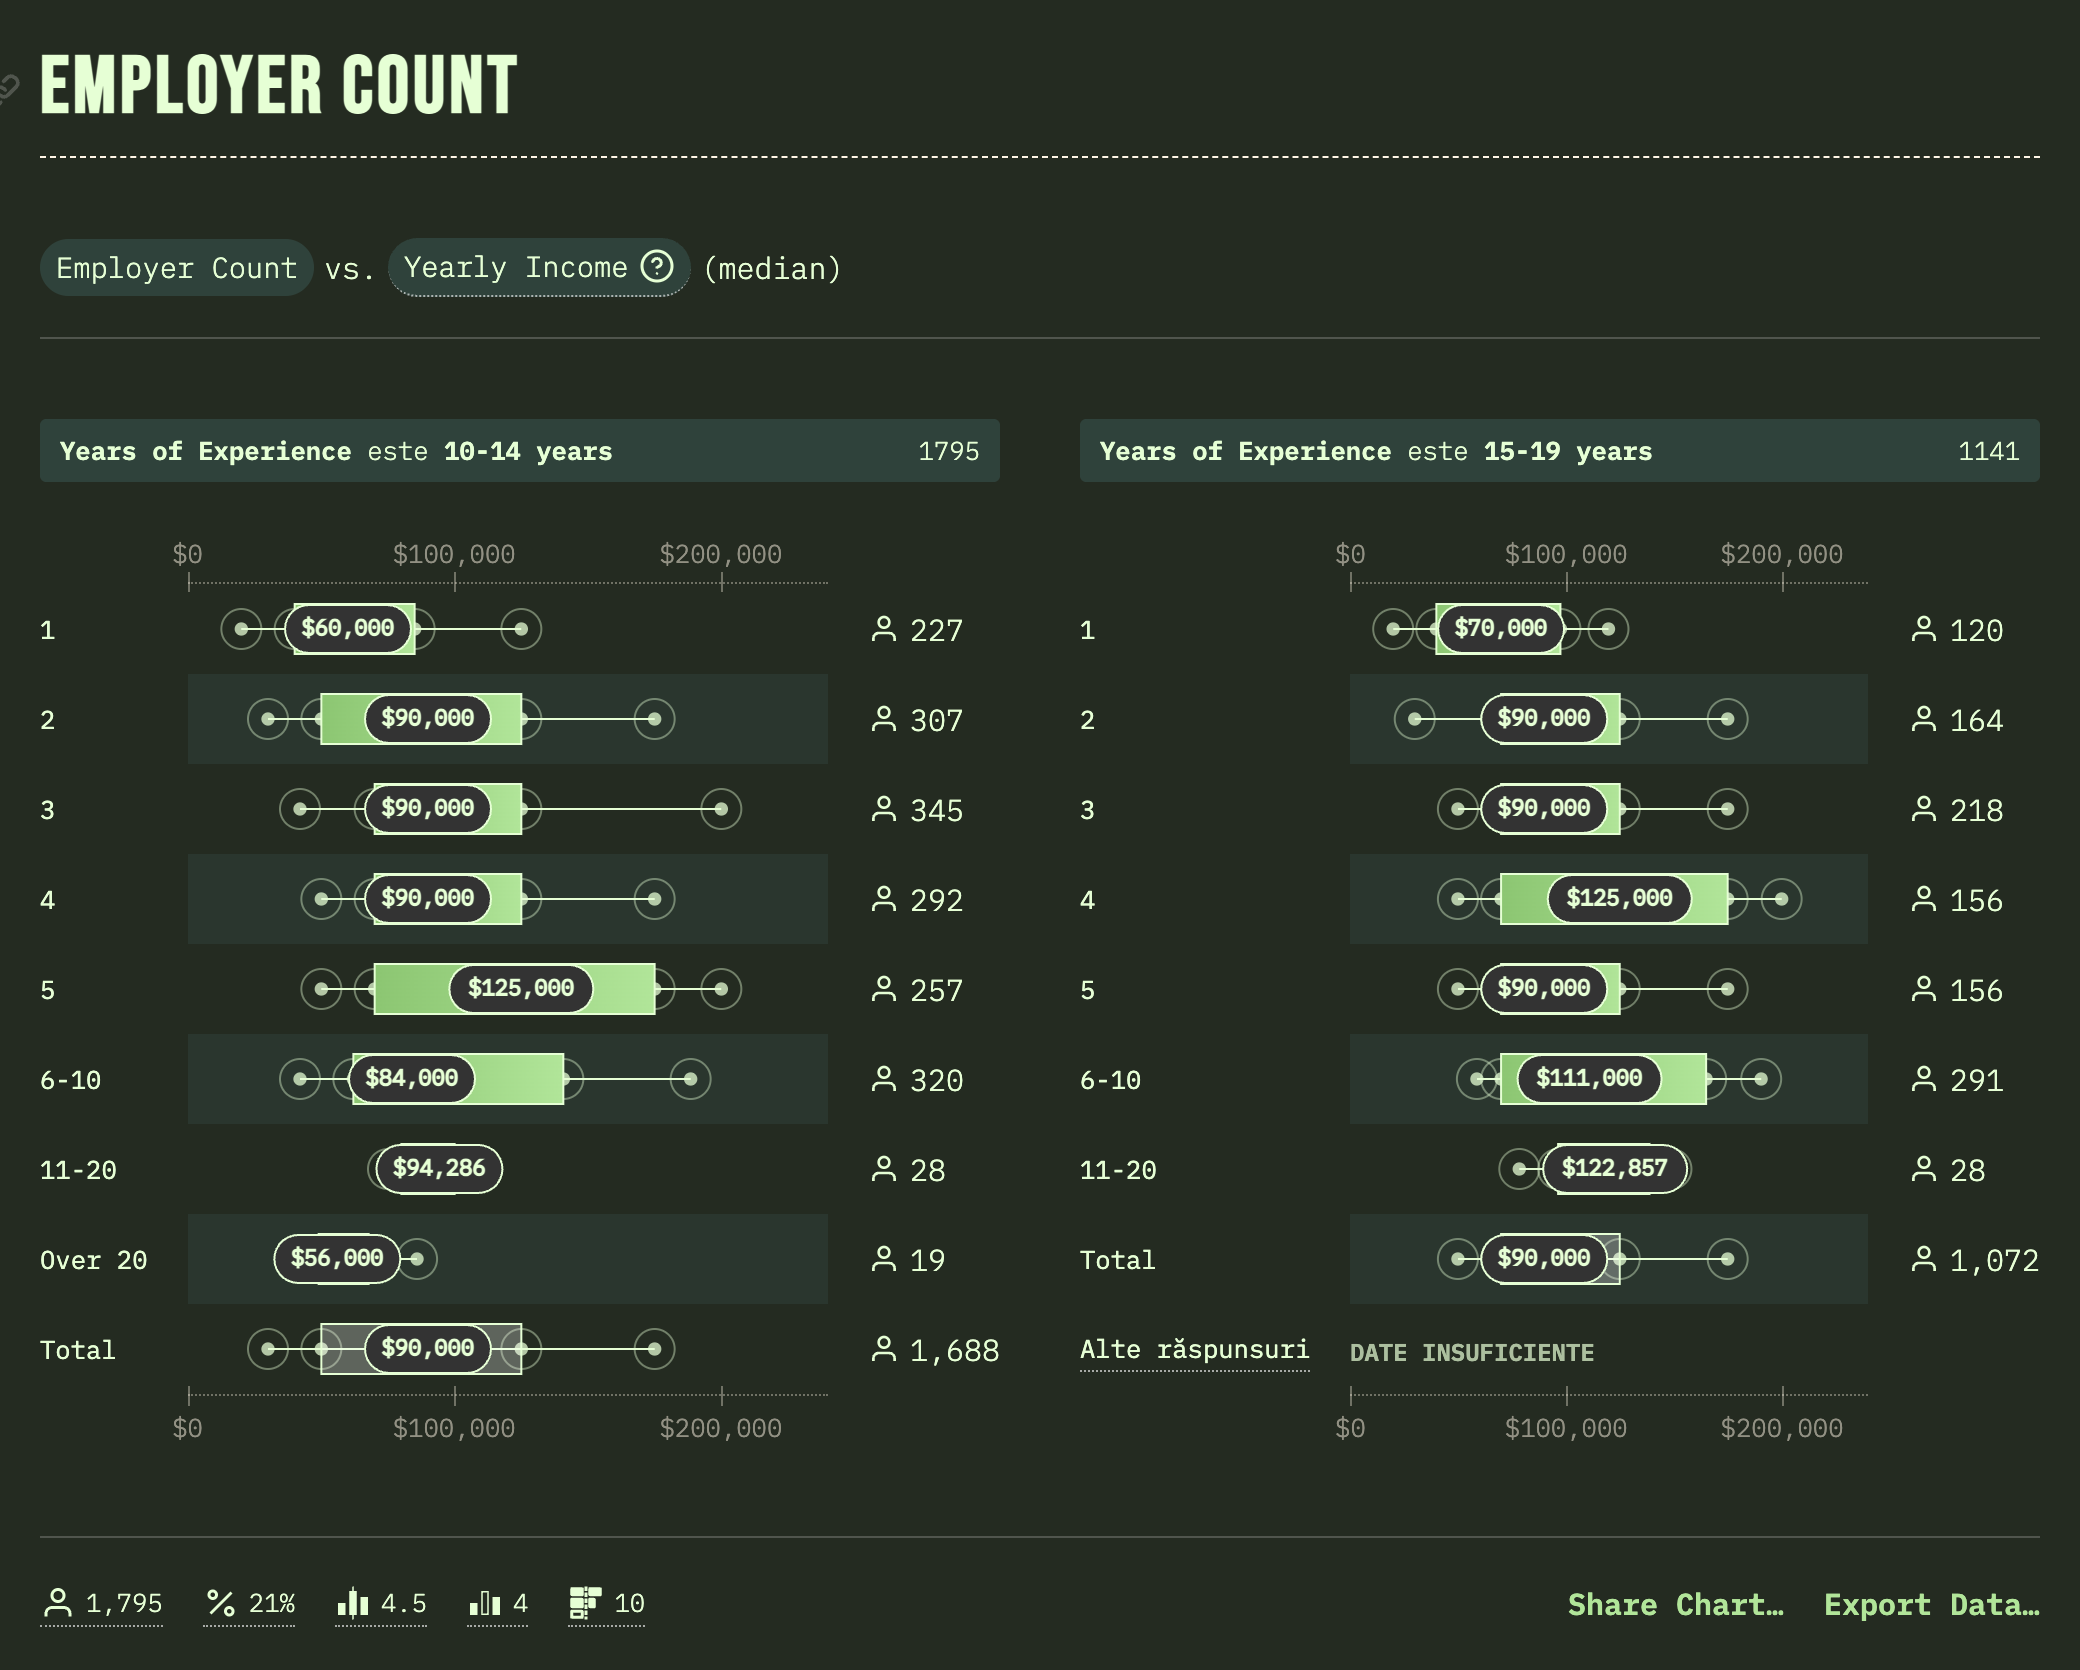 EMPLOYER COUNT
Employer Count vs. Yearly Income ? (median)
Years of Experience este 10-14 years 1795
$0 $100,000 $200,000
1 $60,000 227
2 $90,000 307
3 $90,000 345
4 $90,000 292
5 $125,000 257
6-10 $84,000 320
11-20 $94,286 28
Over 20 $56,000 19
Total $90,000 1,688
$0 $100,000 $200,000
Years of Experience este 15-19 years 1141
$0 $100,000 $200,000
1 $70,000 120
2 $90,000 164
3 $90,000 218
4 $125,000 156
5 $90,000 156
6-10 $111,000 291
11-20 $122,857 28
Total $90,000 1,072
Alte răspunsuri DATE INSUFICIENTE
$0 $100,000 $200,000
1,795 21% 4.5 4 10 Share Chart… Export Data…